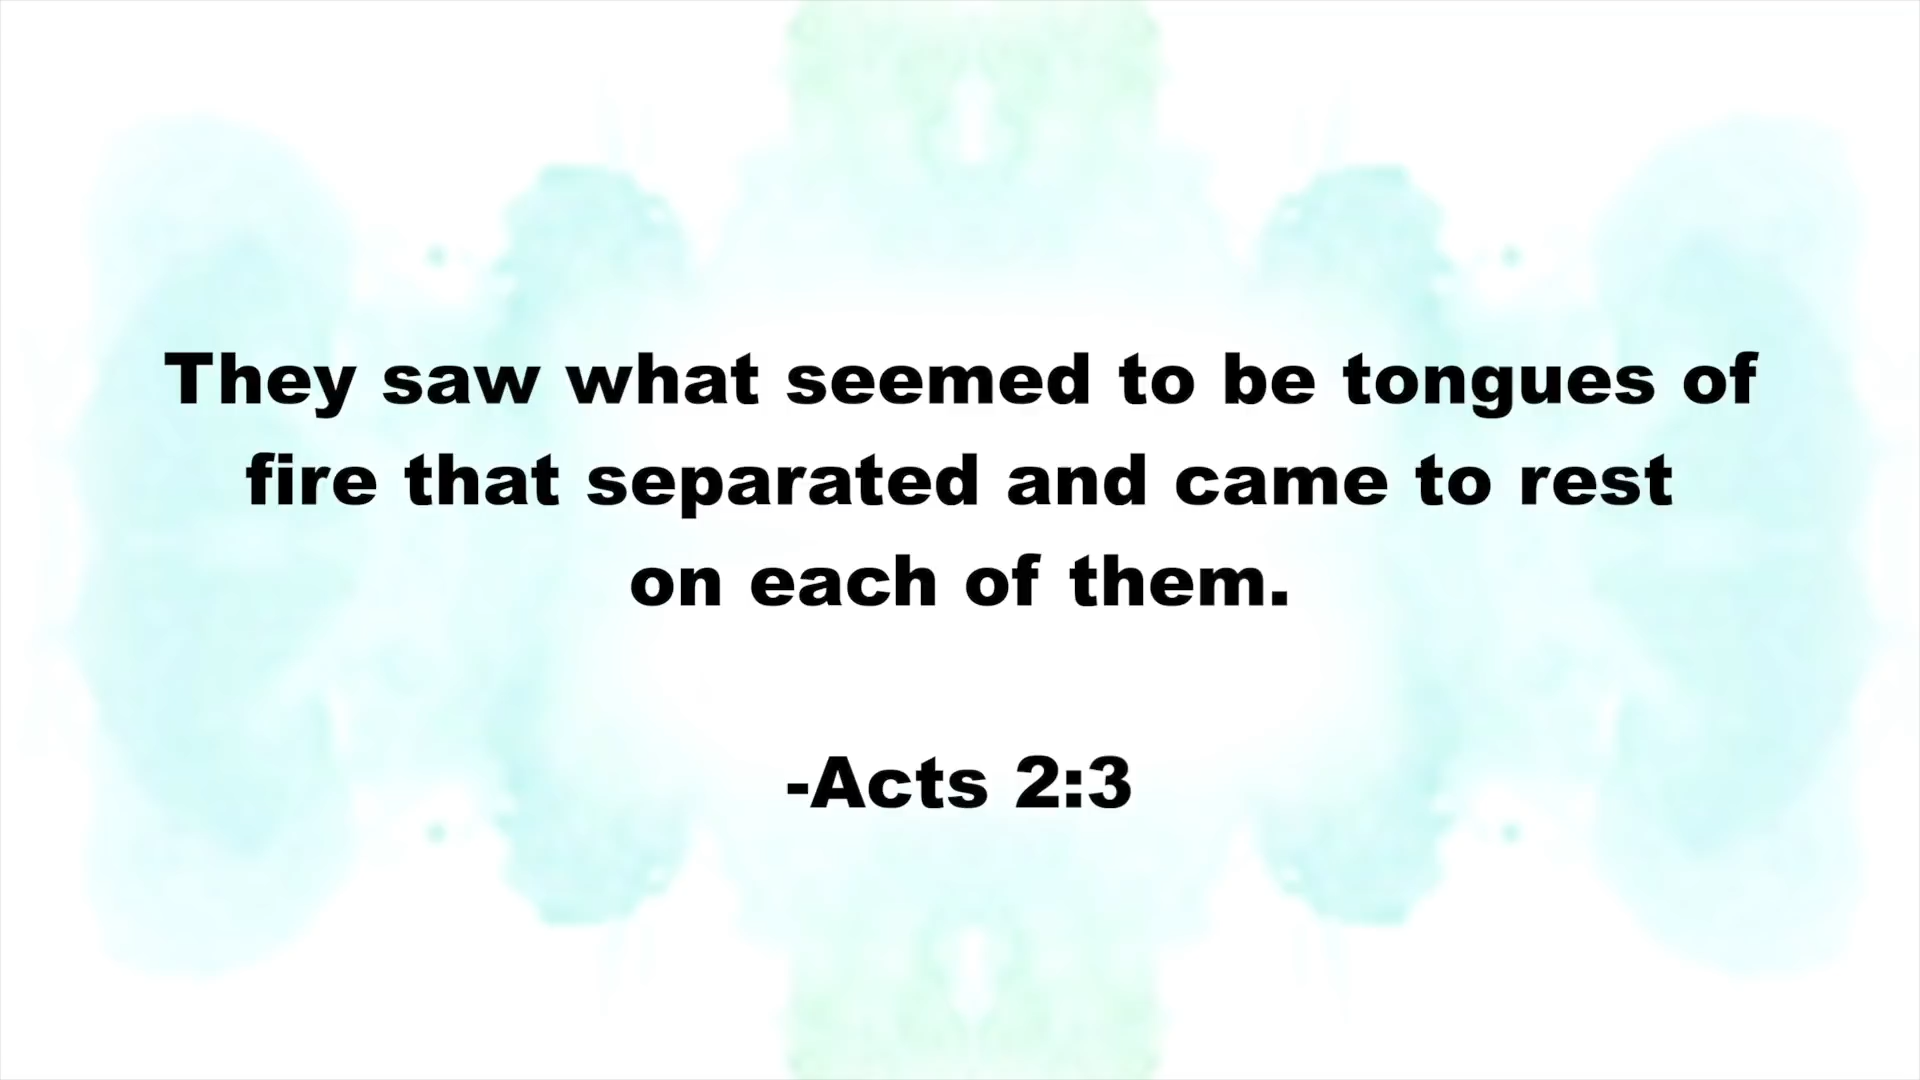 They saw what seemed to be tongues of
fire that separated and came to rest
on each of them.
-Acts 2:3